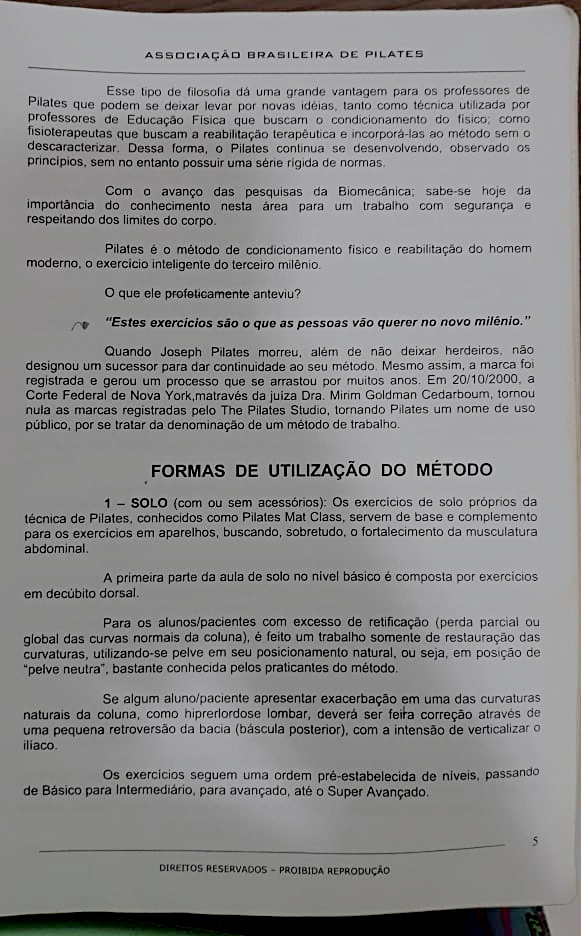 ASSOCIAÇÃO BRASILEIRA DE PILATES
Esse tipo de filosofia dá uma grande vantagem para os professores de
Pilates que podem se deixar levar por novas idéias, tanto como técnica utilizada por
professores de Educação Física que buscam o condicionamento do físico; como
fisioterapeutas que buscam a reabilitação terapêutica e incorporá-las ao método sem o
descaracterizar. Dessa forma, o Pilates continua se desenvolvendo, observado os
princípios, sem no entanto possuir uma série rígida de normas.
Com o avanço das pesquisas da Biomecânica; sabe-se hoje da
importância do conhecimento nesta área para um trabalho com segurança e
respeitando dos limites do corpo.
Pilates é o método de condicionamento físico e reabilitação do homem
moderno, o exercício inteligente do terceiro milênio.
O que ele profeticamente anteviu?
“Estes exercícios são o que as pessoas vão querer no novo milênio.”
Quando Joseph Pilates morreu, além de não deixar herdeiros, não
designou um sucessor para dar continuidade ao seu método. Mesmo assim, a marca foi
registrada e gerou um processo que se arrastou por muitos anos. Em 20/10/2000, a
Corte Federal de Nova York,matravés da juíza Dra. Mirim Goldman Cedarboum, tornou
nula as marcas registradas pelo The Pilates Studio, tornando Pilates um nome de uso
público, por se tratar da denominação de um método de trabalho.
FORMAS DE UTILIZAÇÃO DO MÉTODO
1 – SOLO (com ou sem acessórios): Os exercícios de solo próprios da
técnica de Pilates, conhecidos como Pilates Mat Class, servem de base e complemento
para os exercícios em aparelhos, buscando, sobretudo, o fortalecimento da musculatura
abdominal.
A primeira parte da aula de solo no nível básico é composta por exercícios
em decúbito dorsal.
Para os alunos/pacientes com excesso de retificação (perda parcial ou
global das curvas normais da coluna), é feito um trabalho somente de restauração das
curvaturas, utilizando-se pelve em seu posicionamento natural, ou seja, em posição de
“pelve neutra”, bastante conhecida pelos praticantes do método.
Se algum aluno/paciente apresentar exacerbação em uma das curvaturas
naturais da coluna, como hiprerlordose lombar, deverá ser feita correção através de
uma pequena retroversão da bacia (báscula posterior), com a intensão de verticalizar o
ilíaco.
Os exercícios seguem uma ordem pré-estabelecida de níveis, passando
de Básico para Intermediário, para avançado, até o Super Avançado.
5
DIREITOS RESERVADOS – PROIBIDA REPRODUÇÃO